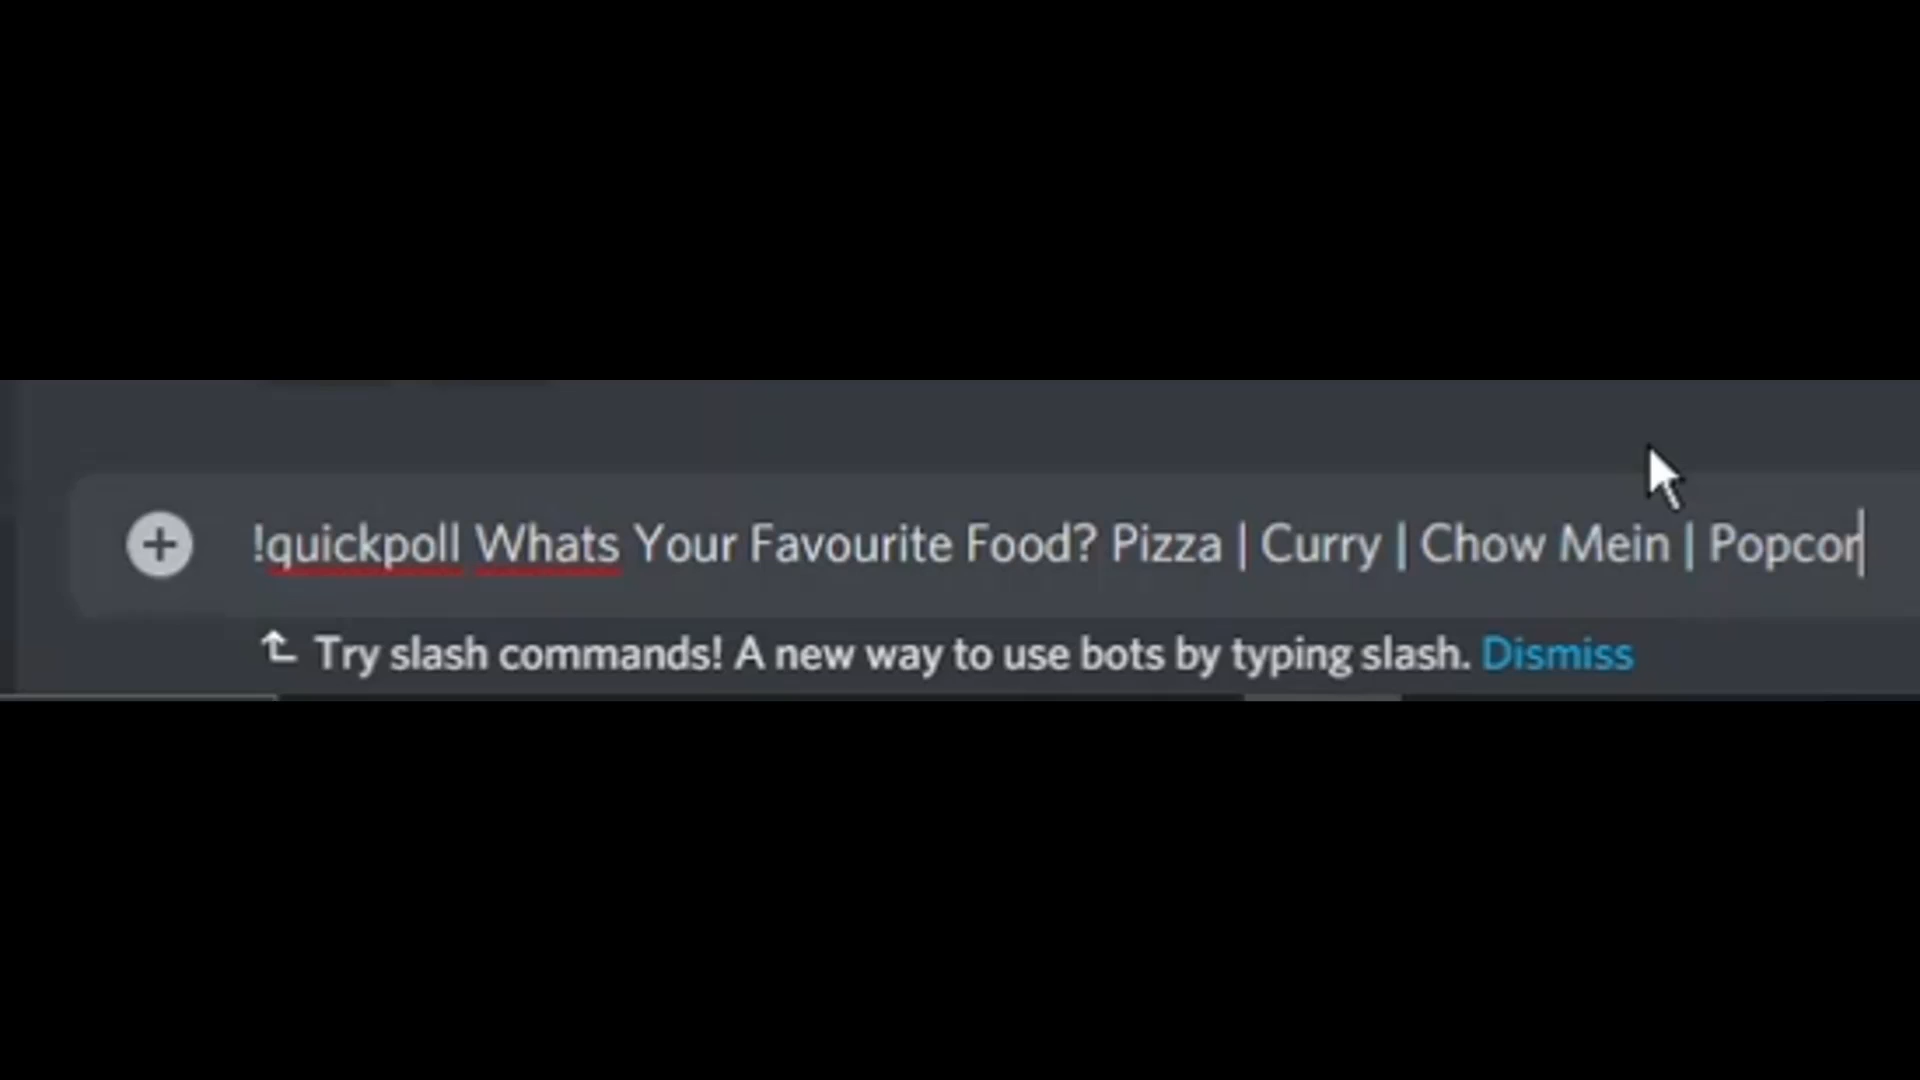 !quickpoll Whats Your Favourite Food? Pizza | Curry | Chow Mein | Popcor
Try slash commands! A new way to use bots by typing slash. Dismiss